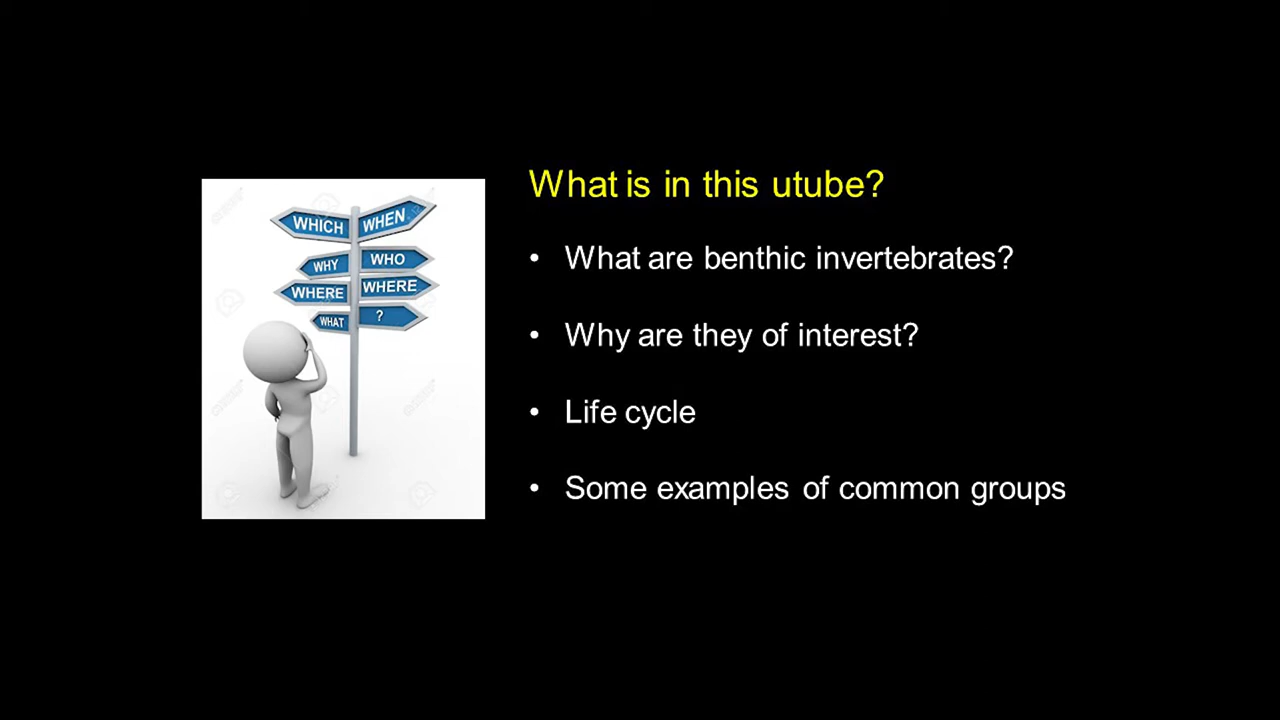 WHICH
WHEN
WHY
WHO
WHERE
WHERE
WHAT
?
What is in this utube?
• What are benthic invertebrates?
• Why are they of interest?
• Life cycle
• Some examples of common groups